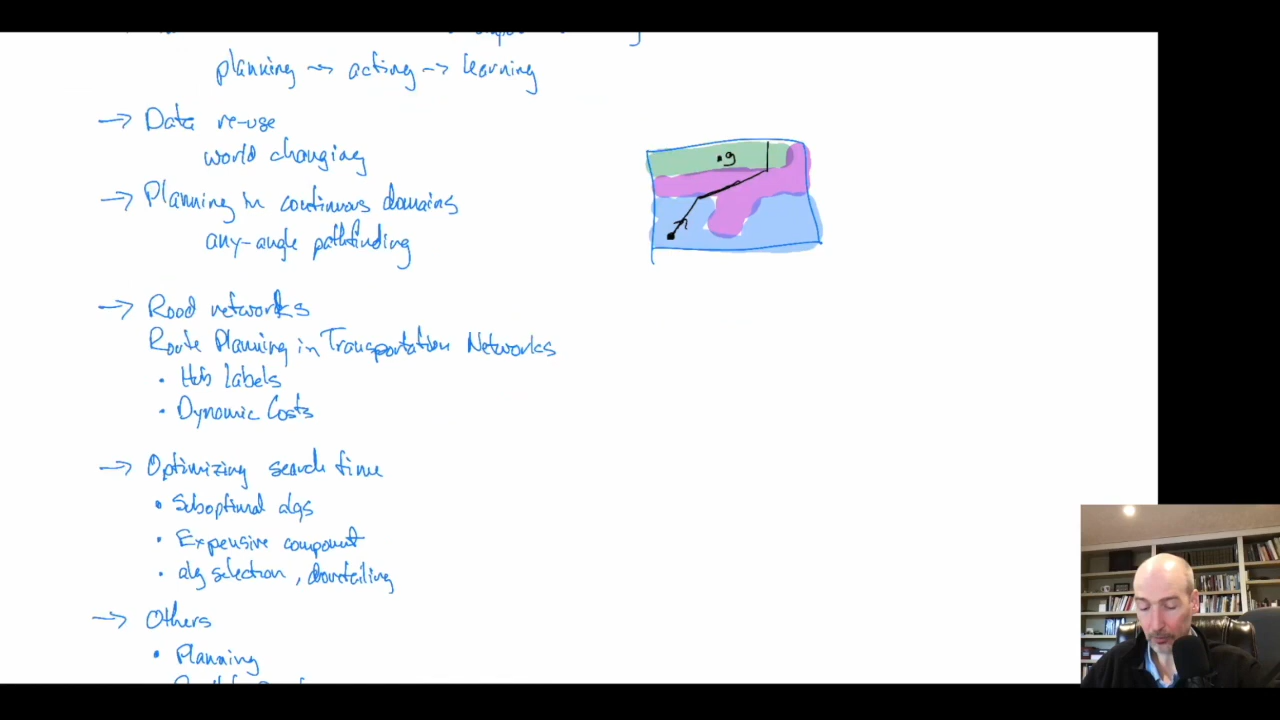 planning → acting → learning
→ Data re-use
world changing
→ Planning in continuous domains
any-angle pathfinding
.g
→ Road networks
Route Planning in Transportation Networks
• Hub labels
• Dynamic Costs
→ Optimizing search time
• Suboptimal algs
• Expensive component
• alg selection, dovetailing
→ Others
• Planning